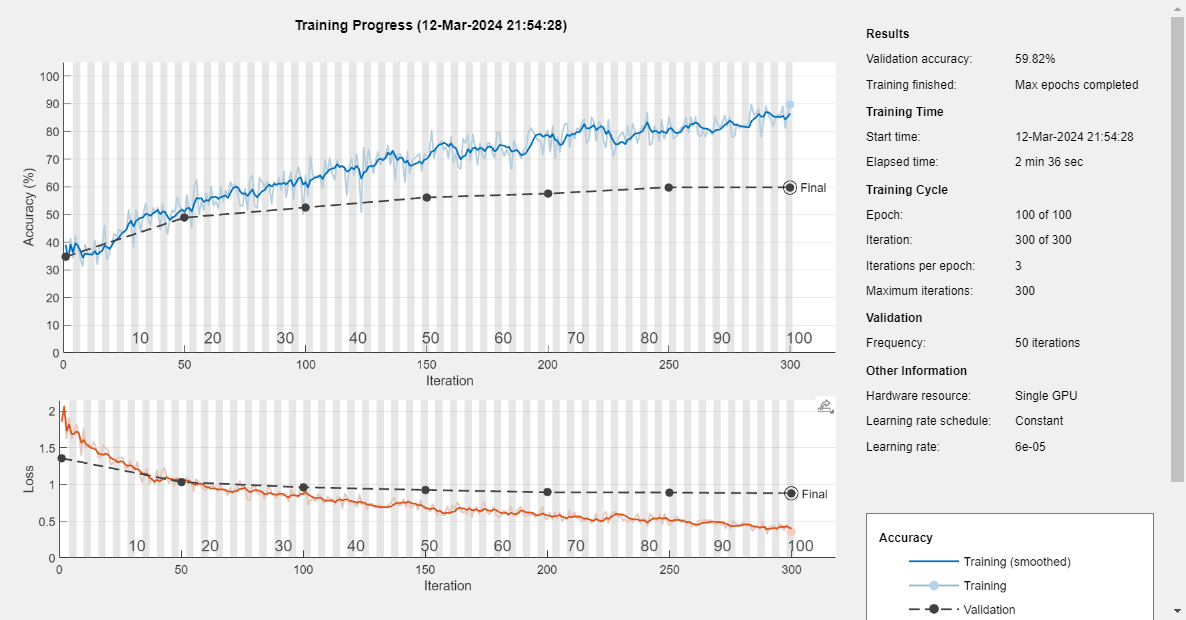 Training Progress (12-Mar-2024 21:54:28)
100
90
80
70
60
50
40
30
20
10
0
Accuracy (%)
Final
10 20 30 40 50 60 70 80 90 100
0 50 100 150 200 250 300
Iteration
2
1.5
1
0.5
0
Loss
Final
10 20 30 40 50 60 70 80 90 100
0 50 100 150 200 250 300
Iteration
Results
Validation accuracy: 59.82%
Training finished: Max epochs completed
Training Time
Start time: 12-Mar-2024 21:54:28
Elapsed time: 2 min 36 sec
Training Cycle
Epoch: 100 of 100
Iteration: 300 of 300
Iterations per epoch: 3
Maximum iterations: 300
Validation
Frequency: 50 iterations
Other Information
Hardware resource: Single GPU
Learning rate schedule: Constant
Learning rate: 6e-05
Accuracy
Training (smoothed)
Training
Validation